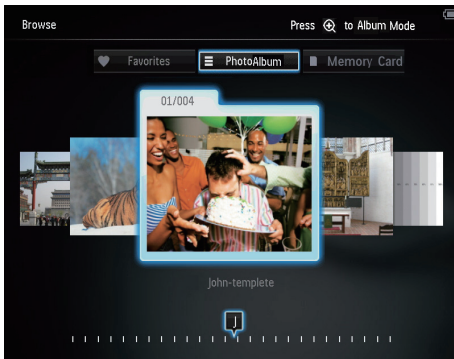 Browse
Press to Album Mode
Favorites
PhotoAlbum
Memory Card
01/004
John-templete
J